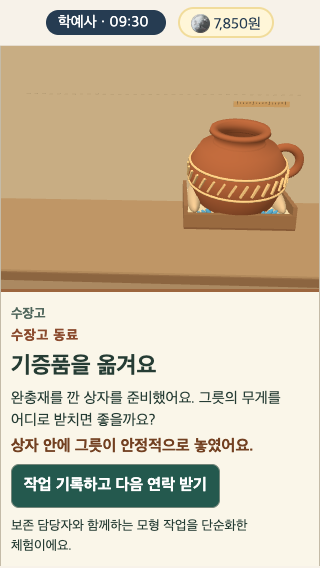 학예사 · 09:30
7,850원
수장고
수장고 동료
기증품을 옮겨요
완충재를 깐 상자를 준비했어요. 그릇의 무게를
어디로 받치면 좋을까요?
상자 안에 그릇이 안정적으로 놓였어요.
작업 기록하고 다음 연락 받기
보존 담당자와 함께하는 모형 작업을 단순화한
체험이에요.